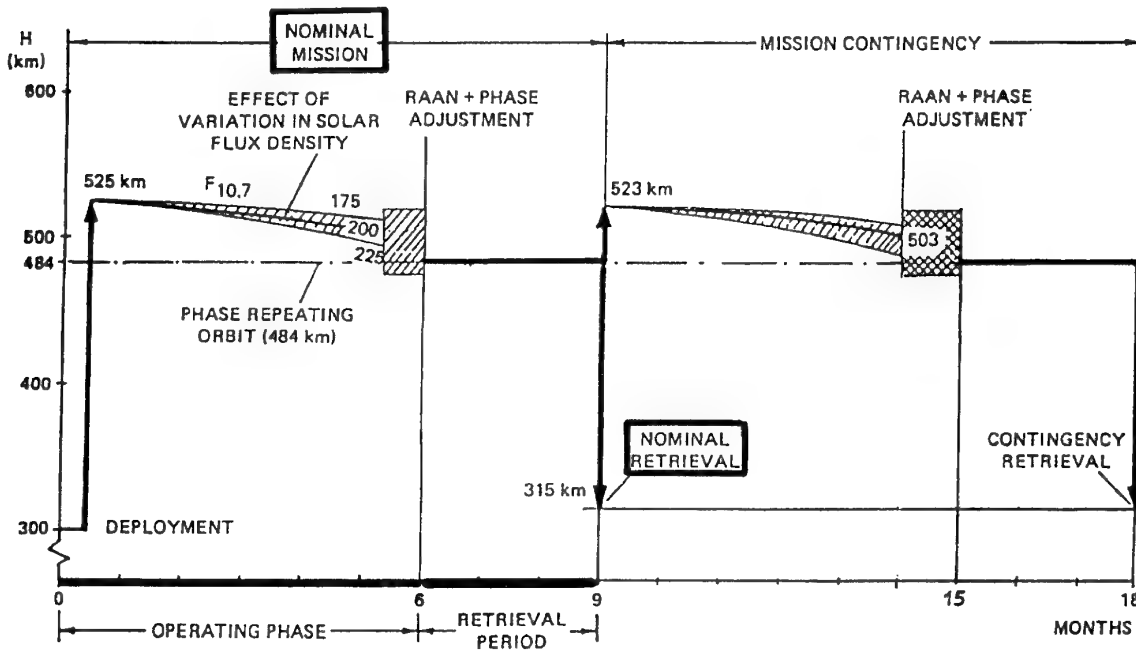 H
(km)
NOMINAL
MISSION
MISSION CONTINGENCY
600
EFFECT OF
VARIATION IN SOLAR
FLUX DENSITY
RAAN + PHASE
ADJUSTMENT
RAAN + PHASE
ADJUSTMENT
525 km
F10.7
175
200
225
523 km
503
500
484
PHASE REPEATING
ORBIT (484 km)
400
NOMINAL
RETRIEVAL
CONTINGENCY
RETRIEVAL
315 km
300
DEPLOYMENT
0
6
9
15
18
OPERATING PHASE
RETRIEVAL
PERIOD
MONTHS